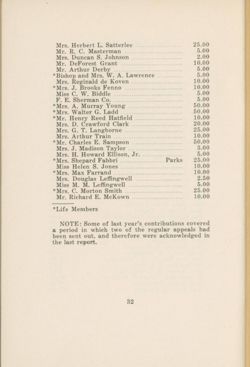 Mrs. Herbert L. Satterlee 25.00
Mr. R. C. Masterman 5.00
Mrs. Duncan S. Johnson 2.00
Mr. DeForest Grant 10.00
Mr. Arthur Derby 5.00
*Bishop and Mrs. W. A. Lawrence 5.00
Mrs. Reginald de Koven 10.00
*Mrs. J. Brooks Fenno 10.00
Miss C. W. Biddle 5.00
F. E. Sherman Co. 5.00
*Mrs. A. Murray Young 50.00
*Mrs. Walter G. Ladd 50.00
*Mr. Henry Reed Hatfield 10.00
Mrs. D. Crawford Clark 20.00
Mrs. G. T. Langhorne 25.00
Mrs. Arthur Train 10.00
*Mr. Charles E. Sampson 50.00
Mrs. J. Madison Taylor 5.00
Mrs. H. Howard Ellison, Jr. 5.00
*Mrs. Shepard Fabbri Parks 25.00
Miss Helen S. Jones 10.00
*Mrs. Max Farrand 10.00
Mrs. Douglas Leffingwell 2.50
Miss M. M. Leffingwell 5.00
*Mrs. C. Morton Smith 25.00
Mr. Richard E. McKown 10.00
*Life Members
NOTE: Some of last year's contributions covered
a period in which two of the regular appeals had
been sent out, and therefore were acknowledged in
the last report.
32